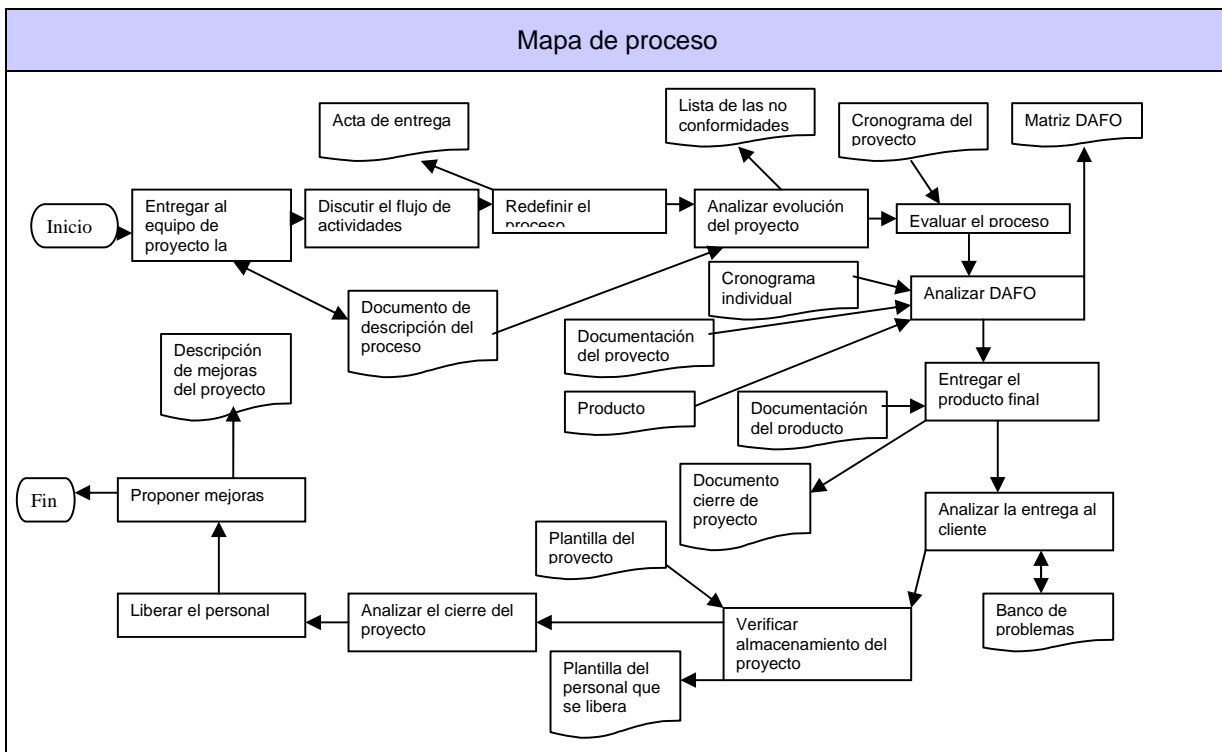 Mapa de proceso
Acta de entrega
Lista de las no
conformidades
Cronograma del
proyecto
Matriz DAFO
Inicio
Entregar al
equipo de
proyecto la
Discutir el flujo de
actividades
Redefinir el
proceso
Analizar evolución
del proyecto
Evaluar el proceso
Cronograma
individual
Analizar DAFO
Documento de
descripción del
proceso
Documentación
del proyecto
Descripción
de mejoras
del proyecto
Producto
Documentación
del producto
Entregar el
producto final
Fin
Proponer mejoras
Documento
cierre de
proyecto
Analizar la entrega al
cliente
Plantilla del
proyecto
Liberar el personal
Analizar el cierre del
proyecto
Verificar
almacenamiento del
proyecto
Banco de
problemas
Plantilla del
personal que
se libera